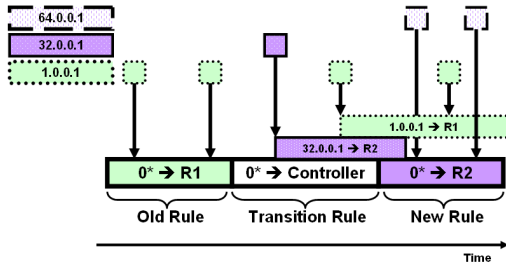 64.0.0.1
32.0.0.1
1.0.0.1
1.0.0.1 → R1
32.0.0.1 → R2
0* → R1
0* → Controller
0* → R2
Old Rule
Transition Rule
New Rule
Time